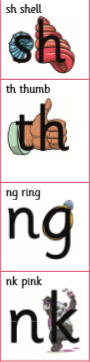 sh shell
sh
th thumb
th
ng ring
ng
nk pink
nk